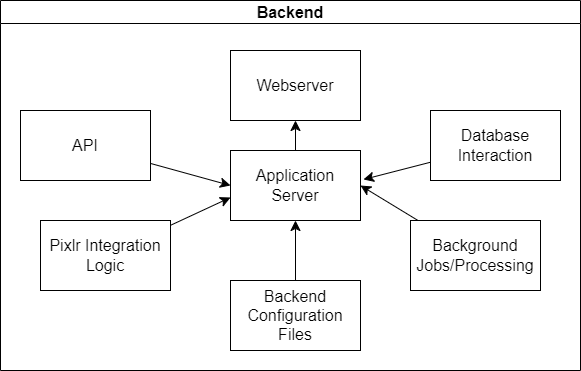 Backend
Webserver
API
Database
Interaction
Application
Server
Pixlr Integration
Logic
Background
Jobs/Processing
Backend
Configuration
Files